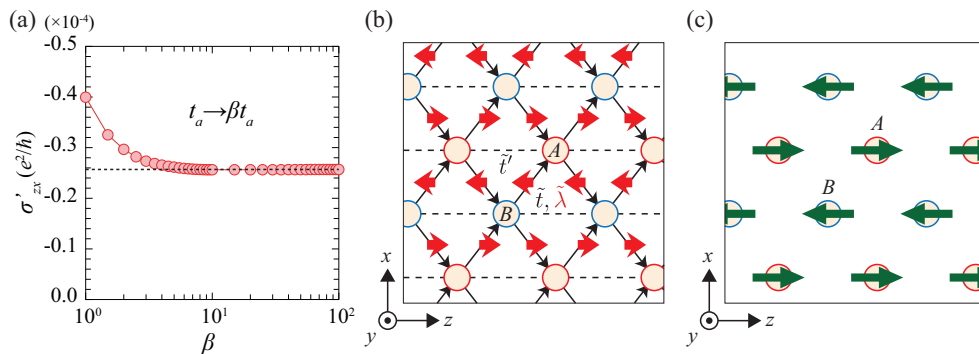 (a) (×10⁻⁴)
-0.5
-0.4
-0.3
-0.2
-0.1
0.0
σ'zx (e²/h)
tₐ→βtₐ
10⁰ 10¹ 10²
β
(b)
A
t̃'
t̃, λ̃
B
x
y z
(c)
A
B
x
y z